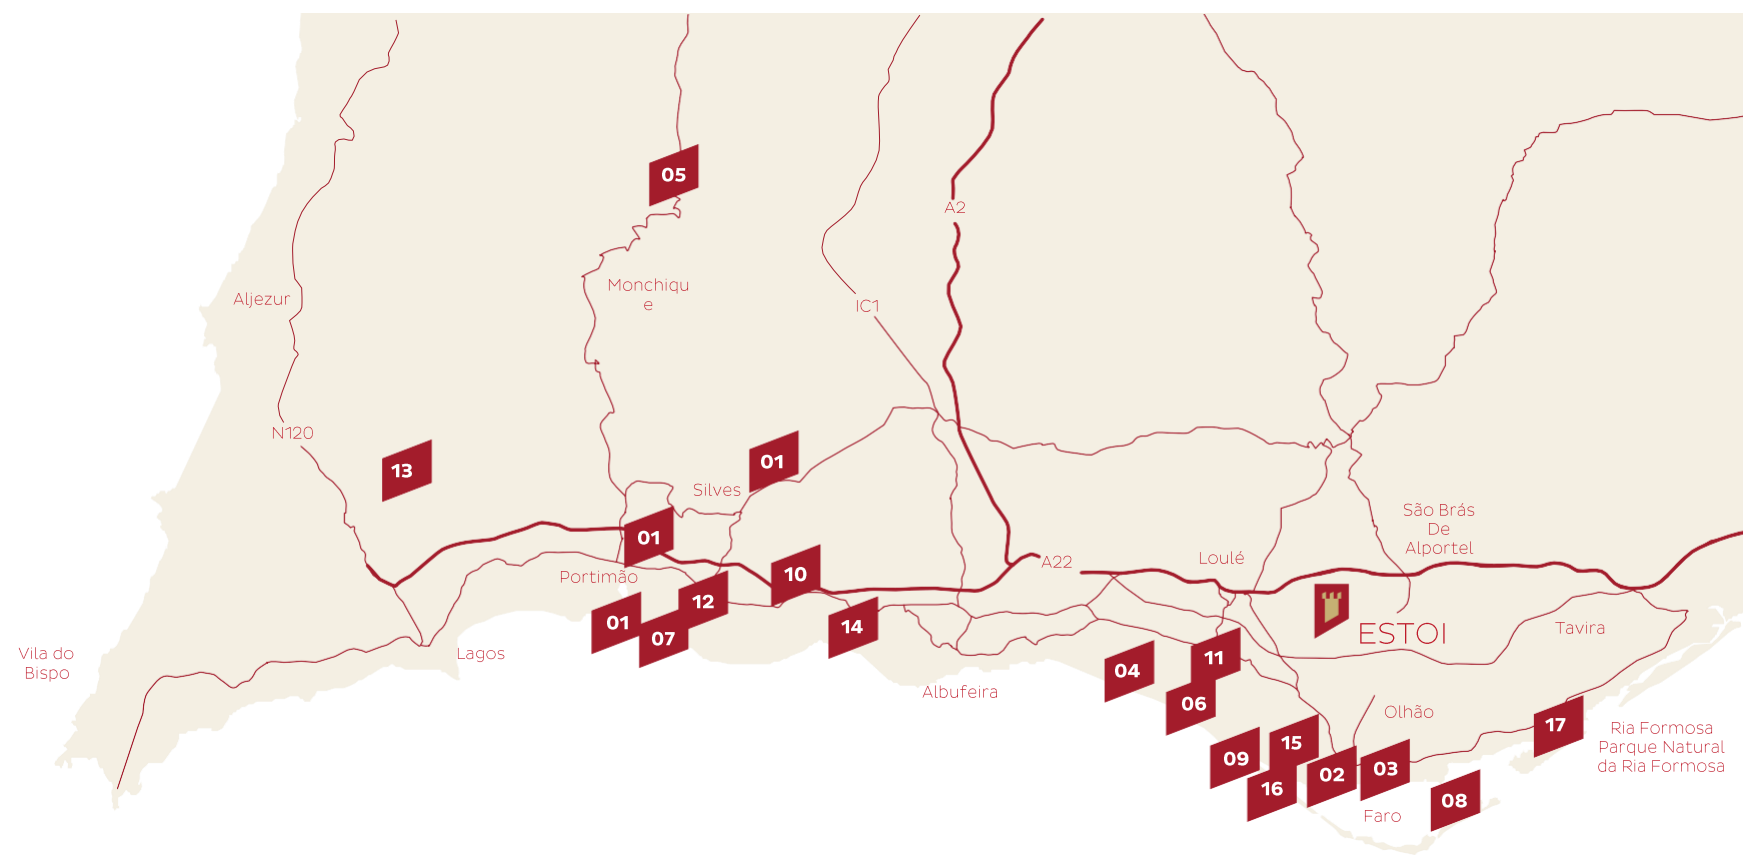 05
A2
Monchiqu
e
Aljezur
IC1
N120
13
01
Silves
São Brás
De
Alportel
01
Loulé
A22
Portimão
10
12
01
07
14
ESTOI
Tavira
Vila do
Bispo
Lagos
11
04
Albufeira
06
Olhão
17
Ria Formosa
Parque Natural
da Ria Formosa
15
09
02
03
16
08
Faro